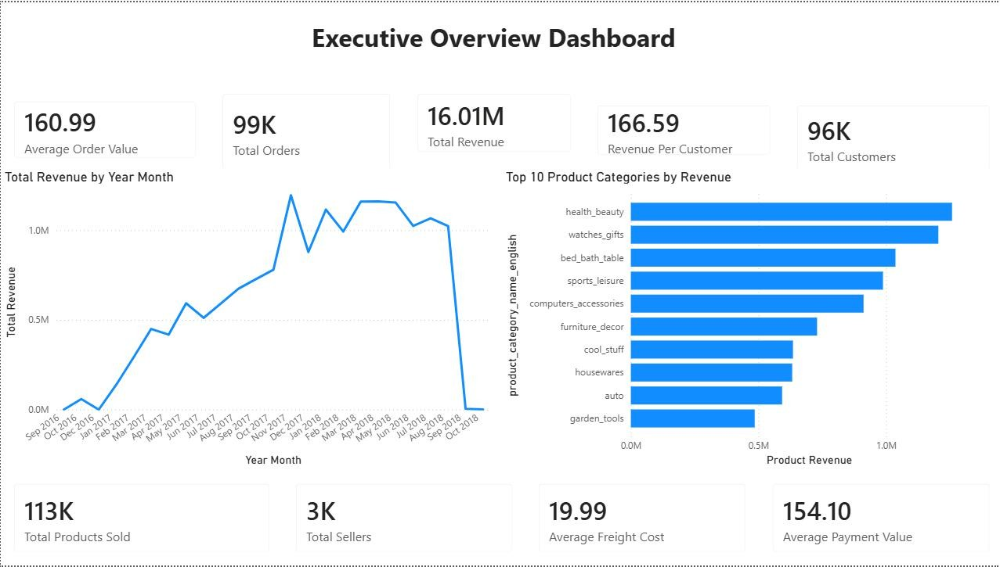 Executive Overview Dashboard
160.99
Average Order Value
99K
Total Orders
16.01M
Total Revenue
166.59
Revenue Per Customer
96K
Total Customers
Total Revenue by Year Month
Total Revenue
1.0M
0.5M
0.0M
Sep 2016
Oct 2016
Dec 2016
Jan 2017
Feb 2017
Mar 2017
Apr 2017
May 2017
Jun 2017
Jul 2017
Aug 2017
Sep 2017
Oct 2017
Nov 2017
Dec 2017
Jan 2018
Feb 2018
Mar 2018
Apr 2018
May 2018
Jun 2018
Jul 2018
Aug 2018
Sep 2018
Oct 2018
Year Month
Top 10 Product Categories by Revenue
product_category_name_english
health_beauty
watches_gifts
bed_bath_table
sports_leisure
computers_accessories
furniture_decor
cool_stuff
housewares
auto
garden_tools
0.0M
0.5M
1.0M
Product Revenue
113K
Total Products Sold
3K
Total Sellers
19.99
Average Freight Cost
154.10
Average Payment Value